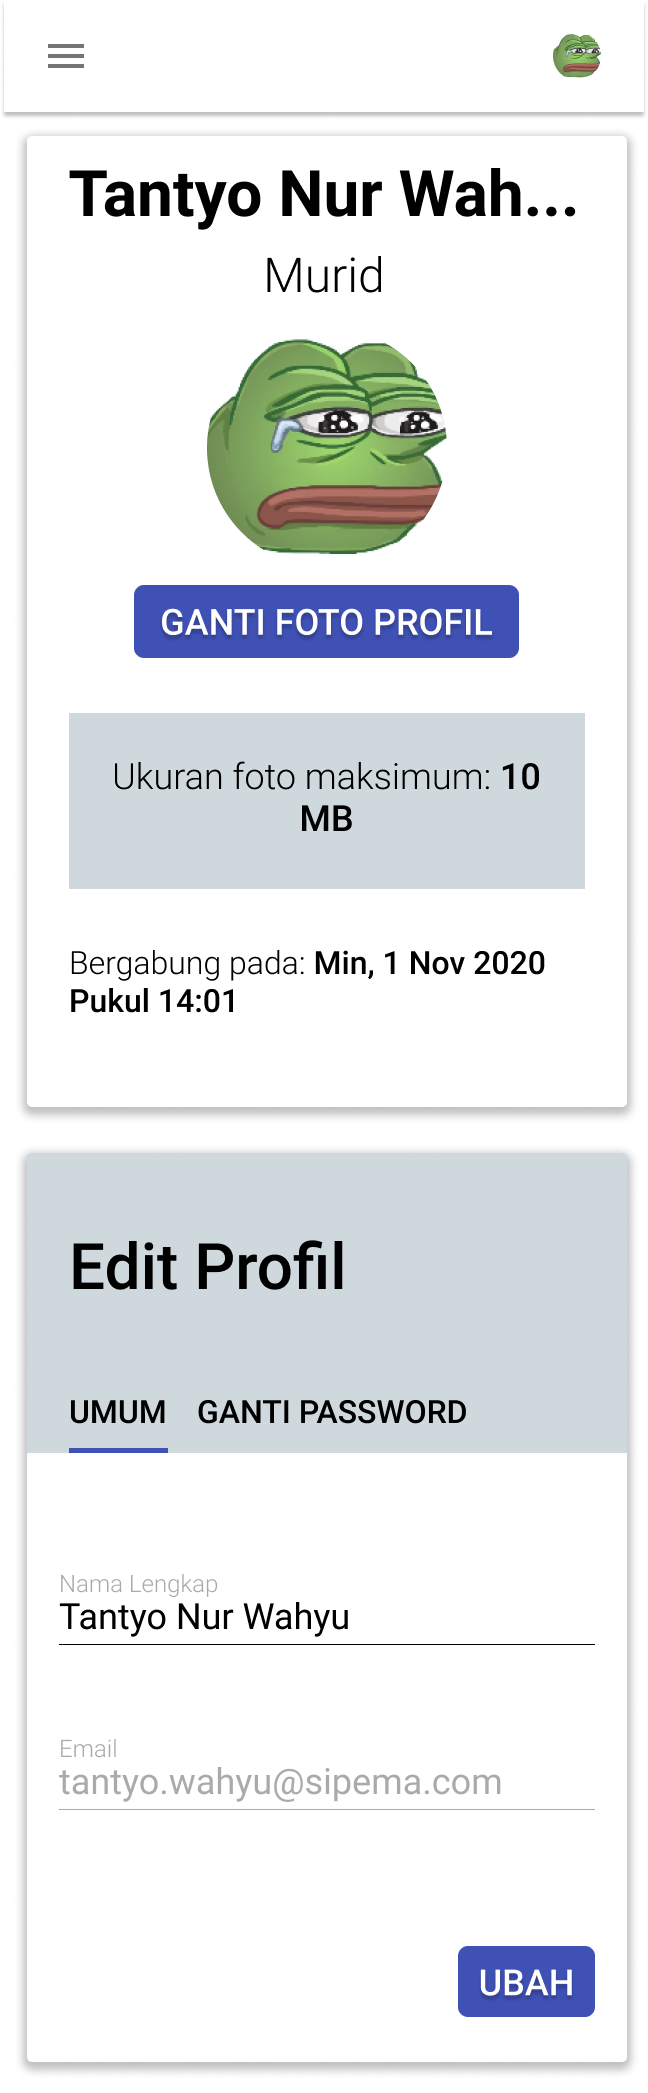 Tantyo Nur Wah...
Murid
GANTI FOTO PROFIL
Ukuran foto maksimum: 10
MB
Bergabung pada: Min, 1 Nov 2020
Pukul 14:01
Edit Profil
UMUM GANTI PASSWORD
Nama Lengkap
Tantyo Nur Wahyu
Email
tantyo.wahyu@sipema.com
UBAH